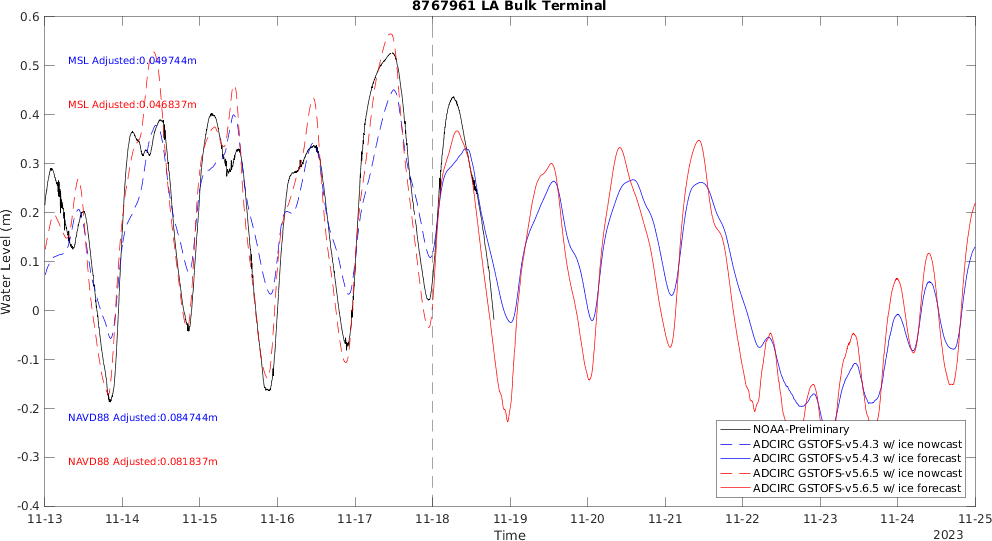 8767961 LA Bulk Terminal
0.6
0.5
0.4
0.3
0.2
0.1
0
-0.1
-0.2
-0.3
-0.4
Water Level (m)
MSL Adjusted:0.049744m
MSL Adjusted:0.046837m
NAVD88 Adjusted:0.084744m
NAVD88 Adjusted:0.081837m
NOAA-Preliminary
ADCIRC GSTOFS-v5.4.3 w/ ice nowcast
ADCIRC GSTOFS-v5.4.3 w/ ice forecast
ADCIRC GSTOFS-v5.6.5 w/ ice nowcast
ADCIRC GSTOFS-v5.6.5 w/ ice forecast
11-13 11-14 11-15 11-16 11-17 11-18 11-19 11-20 11-21 11-22 11-23 11-24 11-25
Time
2023